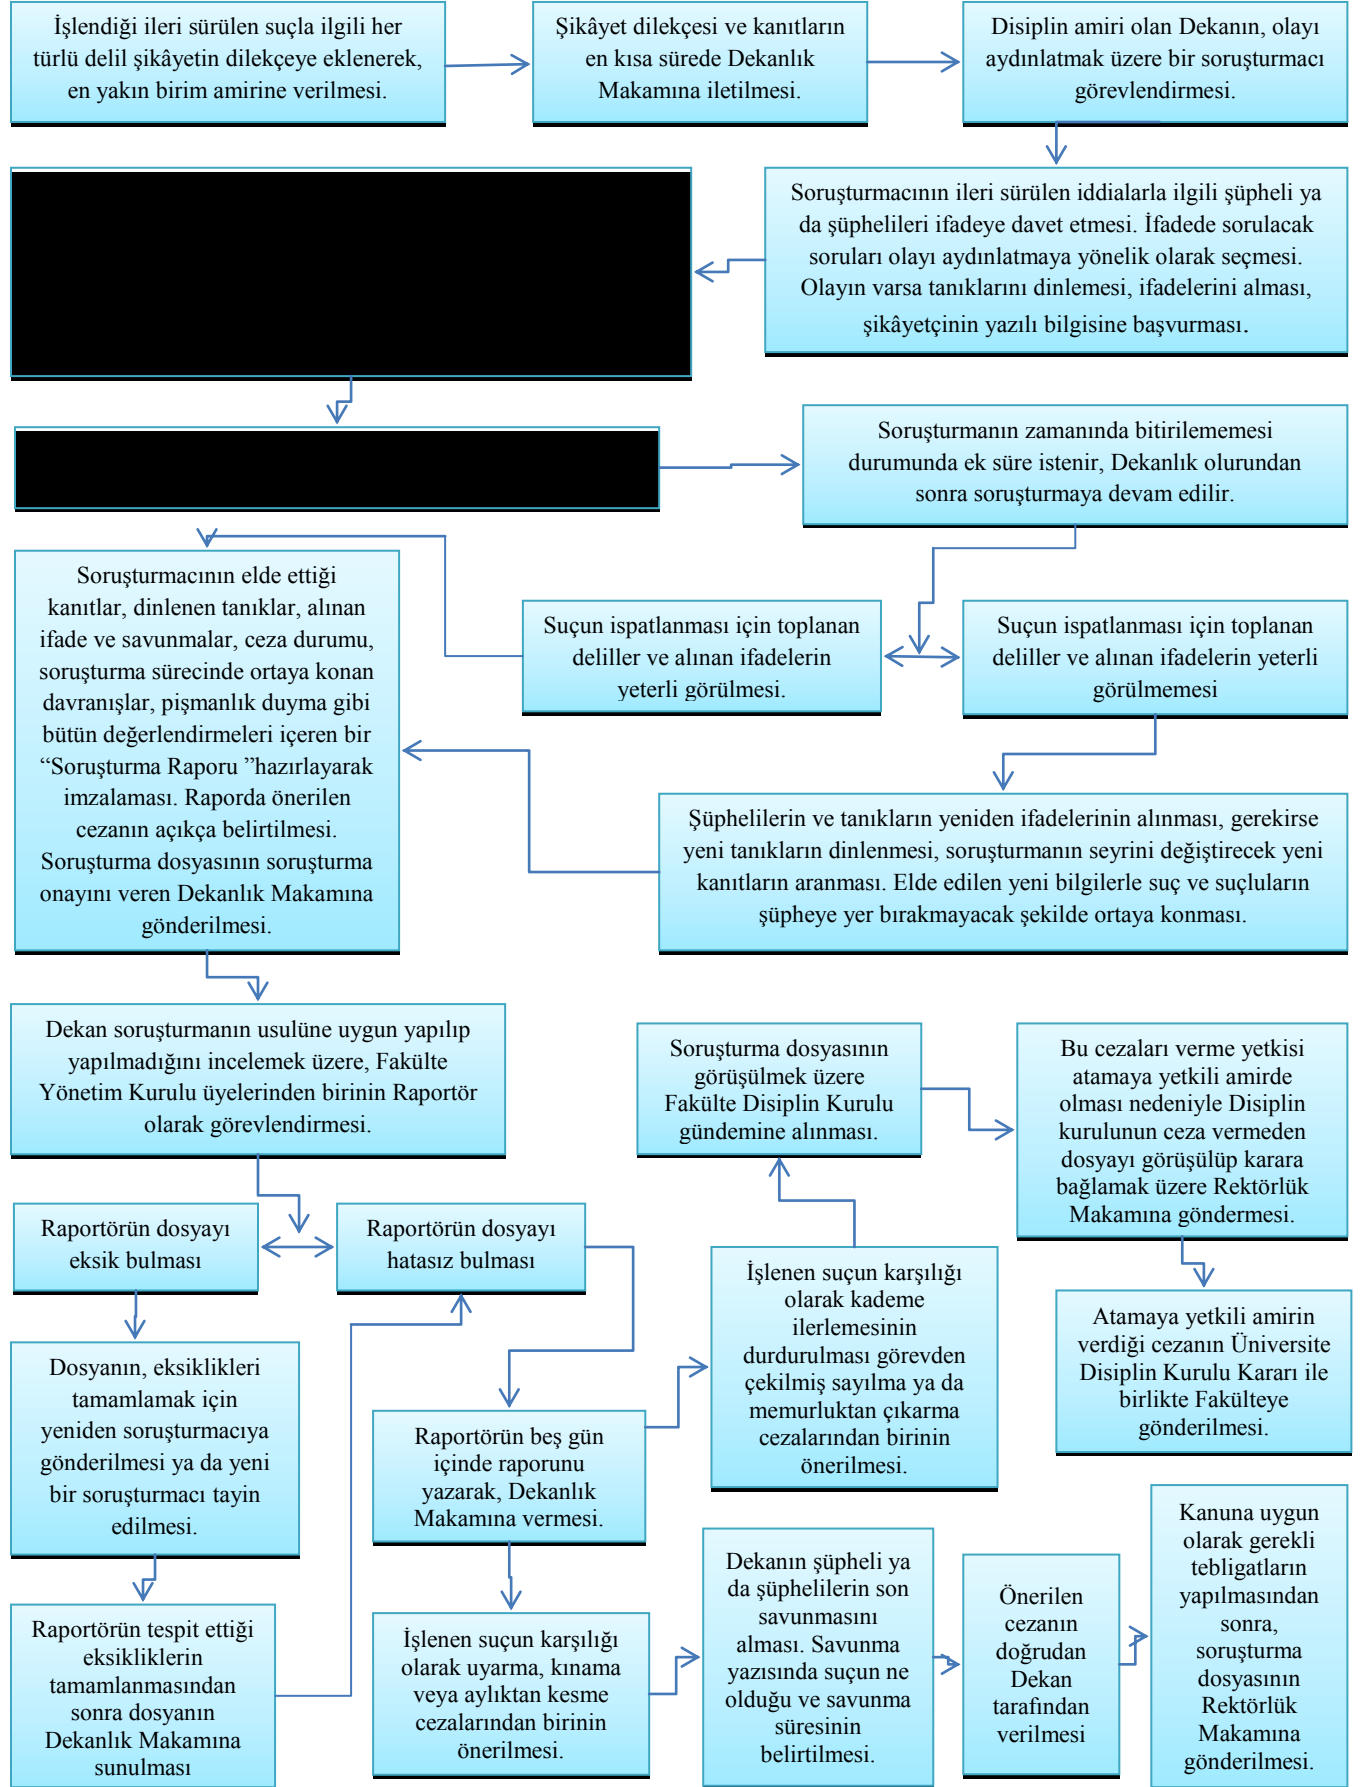 İşlendiği ileri sürülen suçla ilgili her
türlü delil şikâyetin dilekçeye eklenerek,
en yakın birim amirine verilmesi.
Şikâyet dilekçesi ve kanıtların
en kısa sürede Dekanlık
Makamına iletilmesi.
Disiplin amiri olan Dekanın, olayı
aydınlatmak üzere bir soruşturmacı
görevlendirmesi.
Soruşturmacının ileri sürülen iddialarla ilgili şüpheli ya
da şüphelileri ifadeye davet etmesi. İfadede sorulacak
soruları olayı aydınlatmaya yönelik olarak seçmesi.
Olayın varsa tanıklarını dinlemesi, ifadelerini alması,
şikâyetçinin yazılı bilgisine başvurması.
Soruşturmanın zamanında bitirilememesi
durumunda ek süre istenir, Dekanlık olurundan
sonra soruşturmaya devam edilir.
Soruşturmacının elde ettiği
kanıtlar, dinlenen tanıklar, alınan
ifade ve savunmalar, ceza durumu,
soruşturma sürecinde ortaya konan
davranışlar, pişmanlık duyma gibi
bütün değerlendirmeleri içeren bir
“Soruşturma Raporu ”hazırlayarak
imzalaması. Raporda önerilen
cezanın açıkça belirtilmesi.
Soruşturma dosyasının soruşturma
onayını veren Dekanlık Makamına
gönderilmesi.
Suçun ispatlanması için toplanan
deliller ve alınan ifadelerin
yeterli görülmesi.
Suçun ispatlanması için toplanan
deliller ve alınan ifadelerin yeterli
görülmemesi
Şüphelilerin ve tanıkların yeniden ifadelerinin alınması, gerekirse
yeni tanıkların dinlenmesi, soruşturmanın seyrini değiştirecek yeni
kanıtların aranması. Elde edilen yeni bilgilerle suç ve suçluların
şüpheye yer bırakmayacak şekilde ortaya konması.
Dekan soruşturmanın usulüne uygun yapılıp
yapılmadığını incelemek üzere, Fakülte
Yönetim Kurulu üyelerinden birinin Raportör
olarak görevlendirmesi.
Soruşturma dosyasının
görüşülmek üzere
Fakülte Disiplin Kurulu
gündemine alınması.
Bu cezaları verme yetkisi
atamaya yetkili amirde
olması nedeniyle Disiplin
kurulunun ceza vermeden
dosyayı görüşülüp karara
bağlamak üzere Rektörlük
Makamına göndermesi.
Raportörün dosyayı
eksik bulması
Raportörün dosyayı
hatasız bulması
İşlenen suçun karşılığı
olarak kademe
ilerlemesinin
durdurulması görevden
çekilmiş sayılma ya da
memurluktan çıkarma
cezalarından birinin
önerilmesi.
Atamaya yetkili amirin
verdiği cezanın Üniversite
Disiplin Kurulu Kararı ile
birlikte Fakülteye
gönderilmesi.
Dosyanın, eksiklikleri
tamamlamak için
yeniden soruşturmacıya
gönderilmesi ya da yeni
bir soruşturmacı tayin
edilmesi.
Raportörün beş gün
içinde raporunu
yazarak, Dekanlık
Makamına vermesi.
Raportörün tespit ettiği
eksikliklerin
tamamlanmasından
sonra dosyanın
Dekanlık Makamına
sunulması
İşlenen suçun karşılığı
olarak uyarma, kınama
veya aylıktan kesme
cezalarından birinin
önerilmesi.
Dekanın şüpheli ya
da şüphelilerin son
savunmasını
alması. Savunma
yazısında suçun ne
olduğu ve savunma
süresinin
belirtilmesi.
Önerilen
cezanın
doğrudan
Dekan
tarafından
verilmesi
Kanuna uygun
olarak gerekli
tebligatların
yapılmasından
sonra,
soruşturma
dosyasının
Rektörlük
Makamına
gönderilmesi.